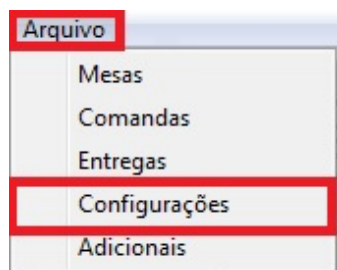 Arquivo
Mesas
Comandas
Entregas
Configurações
Adicionais